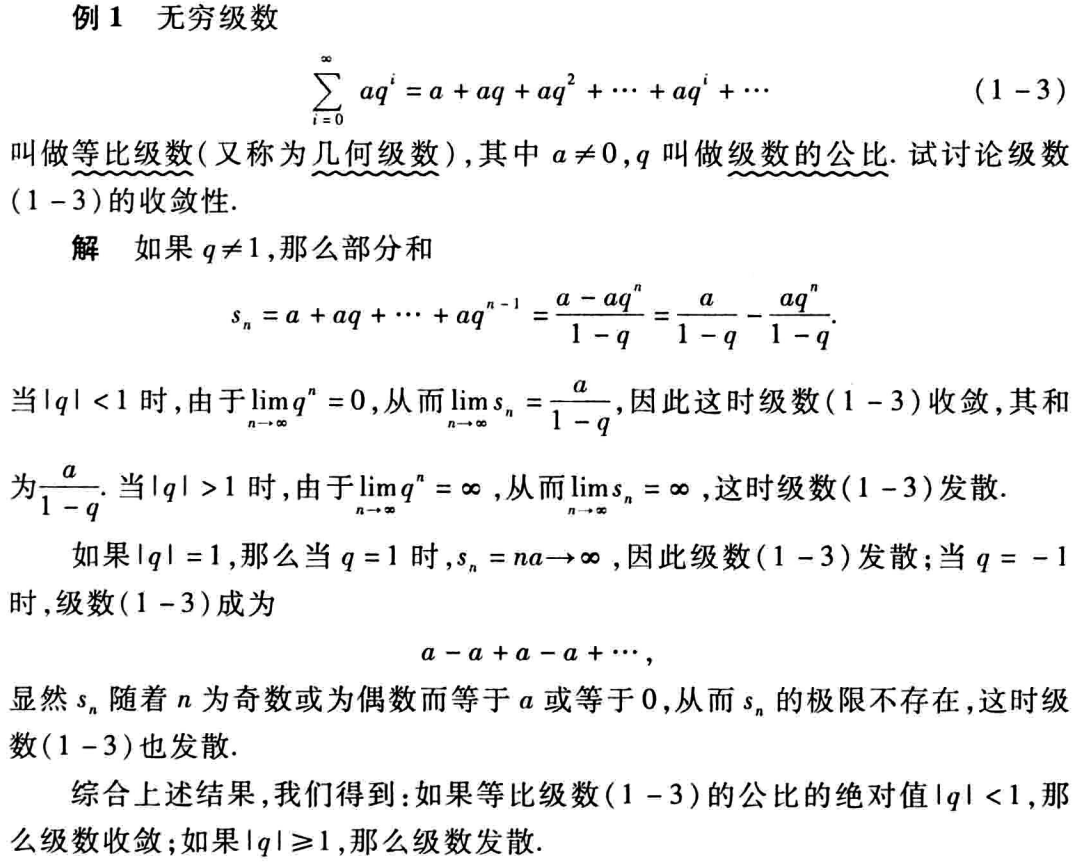 例 1 无穷级数
$$\sum_{i=0}^{\infty} aq^{i} = a + aq + aq^{2} + \cdots + aq^{i} + \cdots \qquad (1-3)$$
叫做等比级数(又称为几何级数),其中 $a \neq 0$, $q$ 叫做级数的公比. 试讨论级数
(1-3)的收敛性.
解 如果 $q \neq 1$,那么部分和
$$s_n = a + aq + \cdots + aq^{n-1} = \frac{a - aq^{n}}{1-q} = \frac{a}{1-q} - \frac{aq^{n}}{1-q}.$$
当 $|q| < 1$ 时,由于 $\lim\limits_{n\to\infty} q^{n} = 0$,从而 $\lim\limits_{n\to\infty} s_n = \frac{a}{1-q}$,因此这时级数(1-3)收敛,其和
为 $\frac{a}{1-q}$. 当 $|q| > 1$ 时,由于 $\lim\limits_{n\to\infty} q^{n} = \infty$,从而 $\lim\limits_{n\to\infty} s_n = \infty$,这时级数(1-3)发散.
如果 $|q| = 1$,那么当 $q = 1$ 时, $s_n = na \to \infty$,因此级数(1-3)发散;当 $q = -1$
时,级数(1-3)成为
$$a - a + a - a + \cdots,$$
显然 $s_n$ 随着 $n$ 为奇数或为偶数而等于 $a$ 或等于 0,从而 $s_n$ 的极限不存在,这时级
数(1-3)也发散.
综合上述结果,我们得到:如果等比级数(1-3)的公比的绝对值 $|q| < 1$,那
么级数收敛;如果 $|q| \geqslant 1$,那么级数发散.